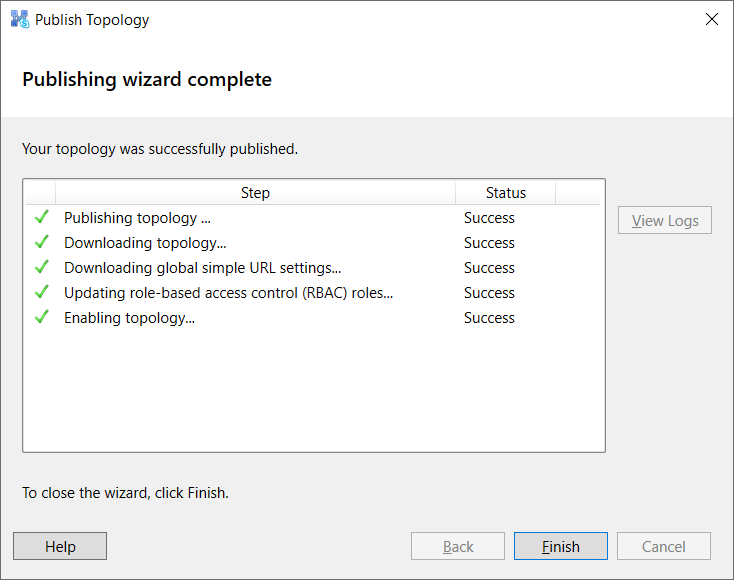 Publish Topology
Publishing wizard complete
Your topology was successfully published.
Step Status
Publishing topology ... Success
Downloading topology... Success
Downloading global simple URL settings... Success
Updating role-based access control (RBAC) roles... Success
Enabling topology... Success
View Logs
To close the wizard, click Finish.
Help Back Finish Cancel